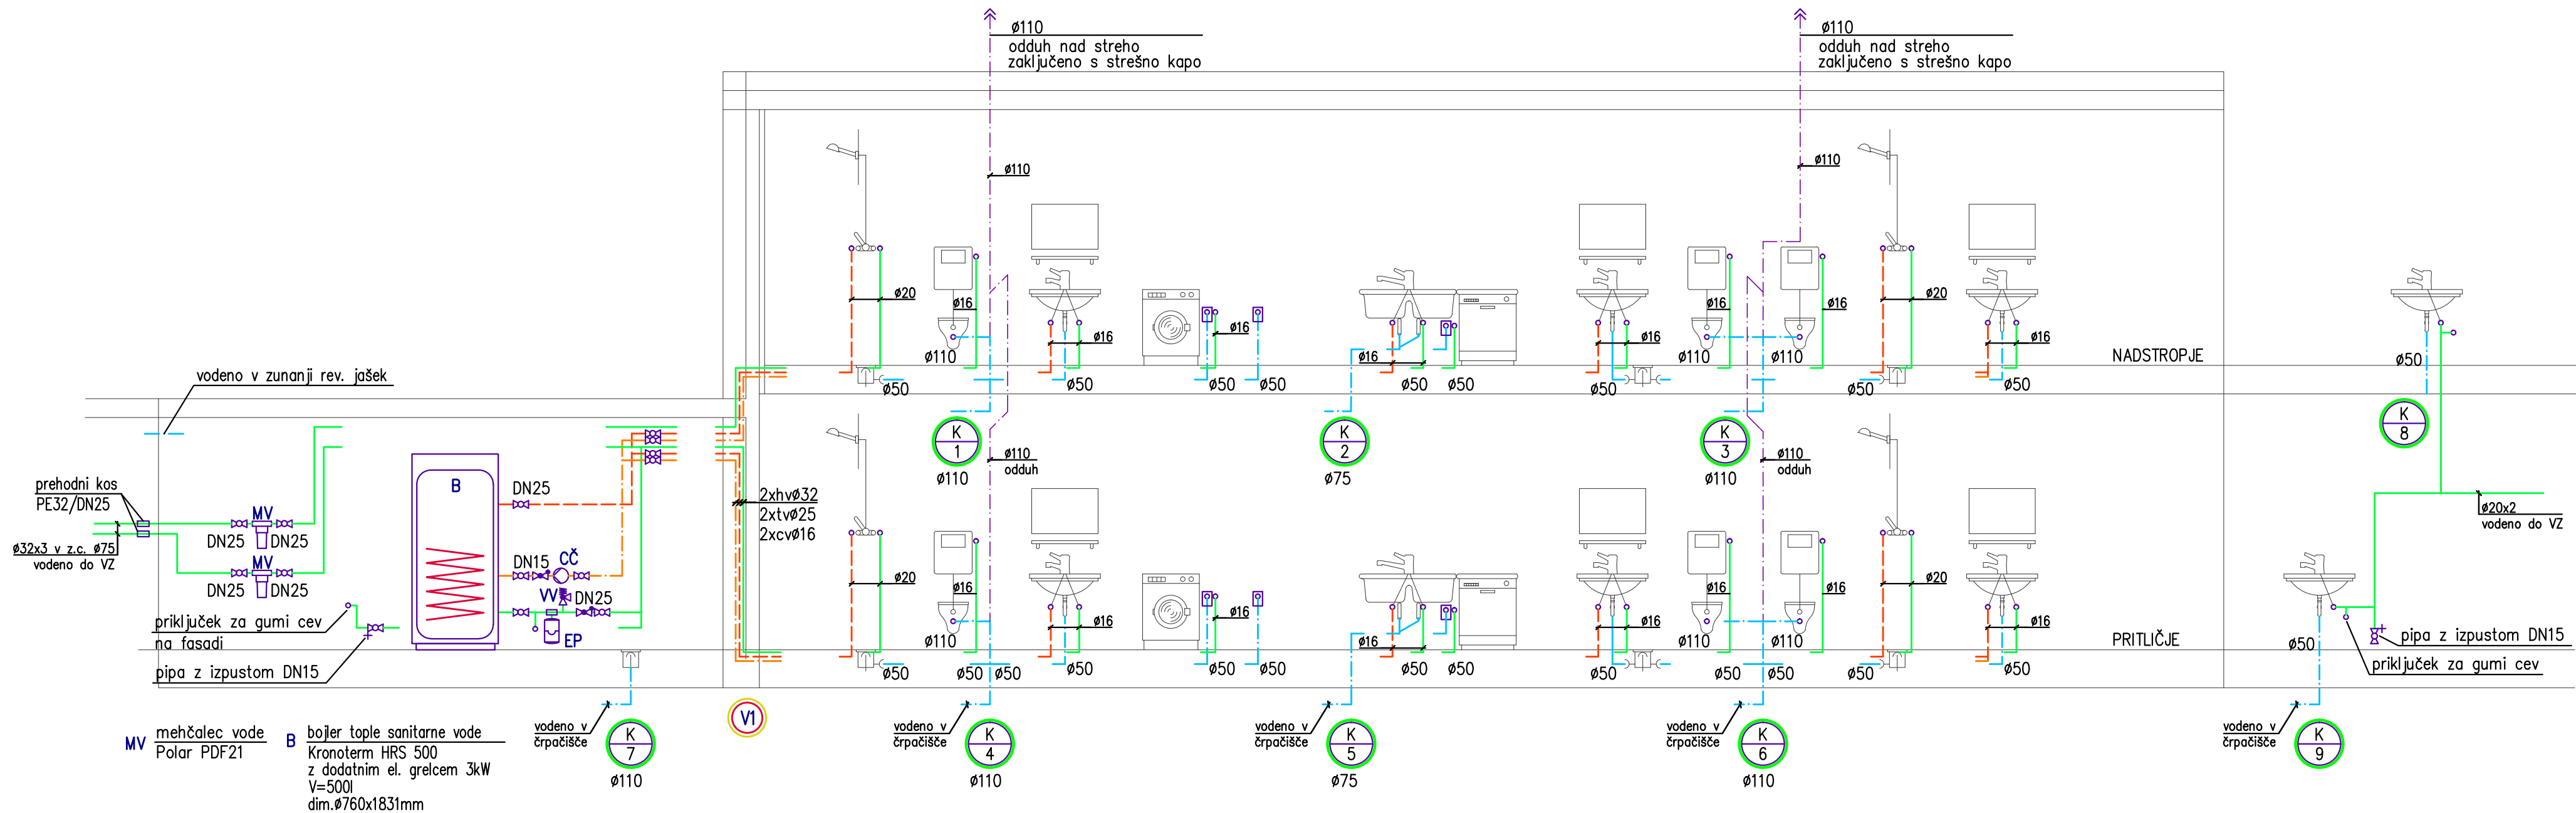 ø110
odduh nad streho
zaključeno s strešno kapo
ø110
odduh nad streho
zaključeno s strešno kapo
ø110
ø110
ø20
ø16
ø110
ø16
ø16
ø16
ø16
ø16
ø16
ø110
ø110
ø20
ø16
NADSTROPJE
ø50
ø50
ø50
ø50
ø50
ø50
ø50
ø50
ø50
ø50
ø50
vodeno v zunanji rev. jašek
K
1
ø110
ø110
odduh
K
2
ø75
K
3
ø110
ø110
odduh
K
8
prehodni kos
PE32/DN25
ø32x3 v z.c. ø75
vodeno do VZ
MV
DN25
DN25
MV
DN25
DN25
B
DN25
DN15
CČ
VV
DN25
EP
2xhvø32
2xtvø25
2xcvø16
ø20x2
vodeno do VZ
priključek za gumi cev
na fasadi
pipa z izpustom DN15
ø20
ø16
ø110
ø16
ø16
ø16
ø16
ø16
ø16
ø110
ø110
ø20
ø16
PRITLIČJE
ø50
ø50
ø50
ø50
ø50
ø50
ø50
ø50
ø50
ø50
ø50
ø50
ø50
ø50
pipa z izpustom DN15
priključek za gumi cev
V1
vodeno v
črpačišče
K
7
ø110
vodeno v
črpačišče
K
4
ø110
vodeno v
črpačišče
K
5
ø75
vodeno v
črpačišče
K
6
ø110
vodeno v
črpačišče
K
9
MV
mehčalec vode
Polar PDF21
B
bojler tople sanitarne vode
Kronoterm HRS 500
z dodatnim el. grelcem 3kW
V=500l
dim.ø760x1831mm